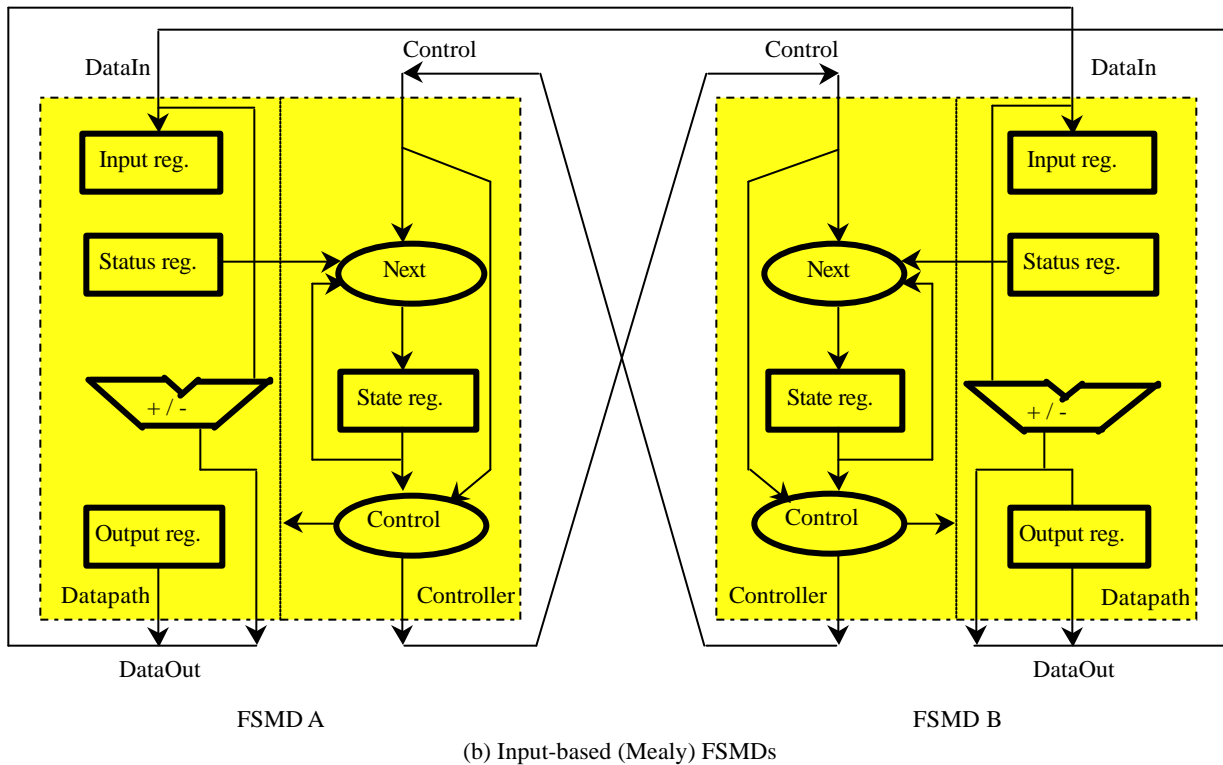 Control
Control
DataIn
DataIn
Input reg.
Input reg.
Status reg.
Next
Next
Status reg.
State reg.
State reg.
+ / -
+ / -
Control
Control
Output reg.
Output reg.
Datapath
Controller
Controller
Datapath
DataOut
DataOut
FSMD A
FSMD B
(b) Input-based (Mealy) FSMDs